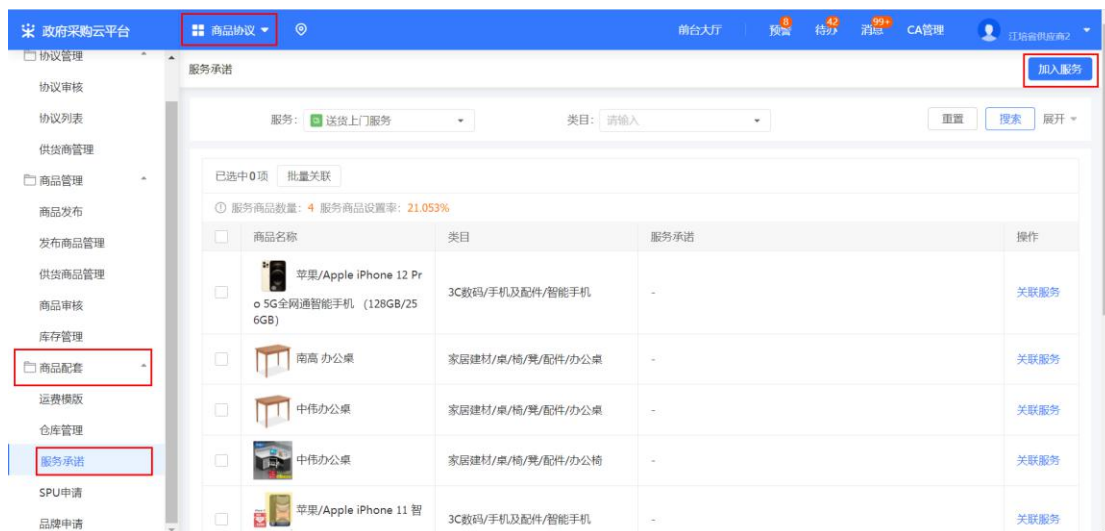 政府采购云平台
商品协议
前台大厅
预警
8
待办
42
消息
99+
CA管理
协议管理
协议审核
协议列表
供货商管理
商品管理
商品发布
发布商品管理
供货商品管理
商品审核
库存管理
商品配套
运费模版
仓库管理
服务承诺
SPU申请
品牌申请
服务承诺
加入服务
服务: 送货上门服务
类目: 请输入
重置
搜索
展开
已选中0项 批量关联
服务商品数量: 4 服务商品设置率: 21.053%
商品名称 类目 服务承诺 操作
苹果/Apple iPhone 12 Pr
o 5G全网通智能手机 (128GB/25
6GB)
3C数码/手机及配件/智能手机 - 关联服务
南高 办公桌 家居建材/桌/椅/凳/配件/办公桌 - 关联服务
中伟办公桌 家居建材/桌/椅/凳/配件/办公桌 - 关联服务
中伟办公桌 家居建材/桌/椅/凳/配件/办公椅 - 关联服务
苹果/Apple iPhone 11 智
3C数码/手机及配件/智能手机 - 关联服务